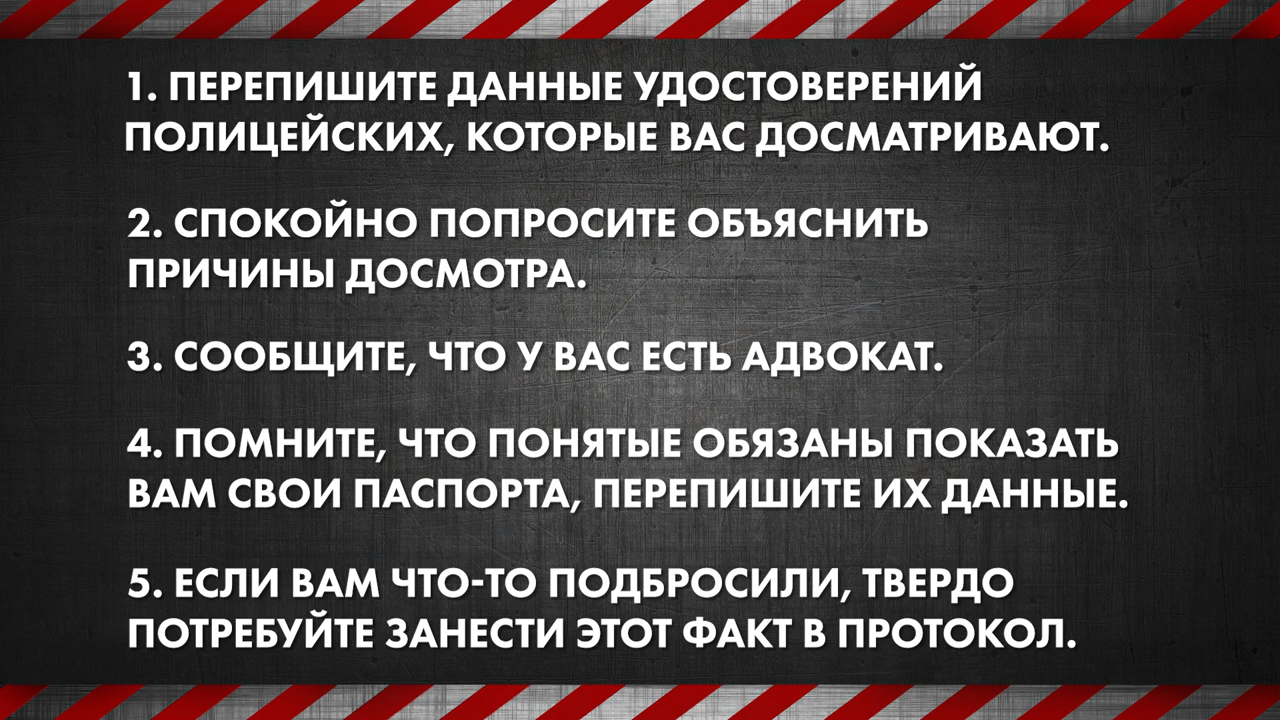 1. ПЕРЕПИШИТЕ ДАННЫЕ УДОСТОВЕРЕНИЙ
ПОЛИЦЕЙСКИХ, КОТОРЫЕ ВАС ДОСМАТРИВАЮТ.
2. СПОКОЙНО ПОПРОСИТЕ ОБЪЯСНИТЬ
ПРИЧИНЫ ДОСМОТРА.
3. СООБЩИТЕ, ЧТО У ВАС ЕСТЬ АДВОКАТ.
4. ПОМНИТЕ, ЧТО ПОНЯТЫЕ ОБЯЗАНЫ ПОКАЗАТЬ
ВАМ СВОИ ПАСПОРТА, ПЕРЕПИШИТЕ ИХ ДАННЫЕ.
5. ЕСЛИ ВАМ ЧТО-ТО ПОДБРОСИЛИ, ТВЕРДО
ПОТРЕБУЙТЕ ЗАНЕСТИ ЭТОТ ФАКТ В ПРОТОКОЛ.